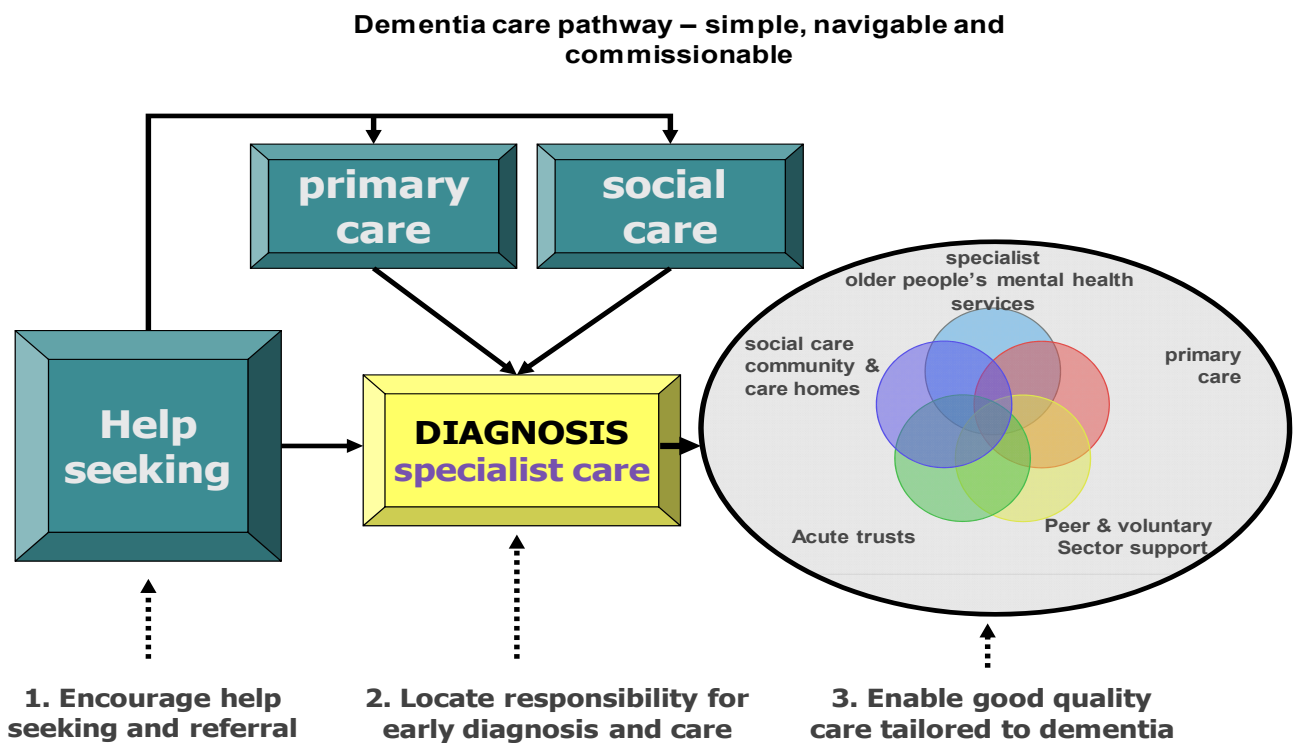 Dementia care pathway – simple, navigable and
commissionable
primary
care
social
care
Help
seeking
DIAGNOSIS
specialist care
specialist
older people’s mental health
services
social care
community &
care homes
primary
care
Acute trusts
Peer & voluntary
Sector support
1. Encourage help
seeking and referral
2. Locate responsibility for
early diagnosis and care
3. Enable good quality
care tailored to dementia